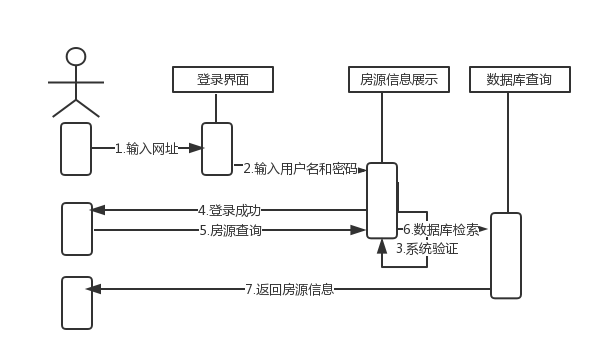 登录界面
房源信息展示
数据库查询
1.输入网址
2.输入用户名和密码
4.登录成功
5.房源查询
6.数据库检索
3.系统验证
7.返回房源信息